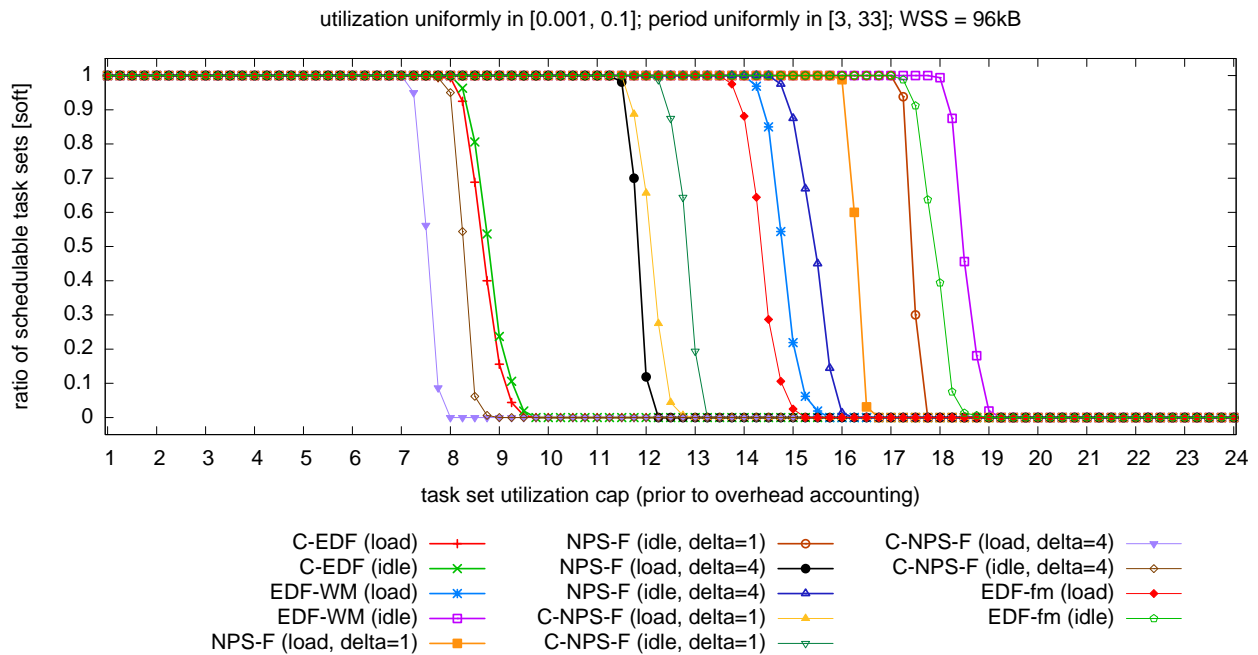 utilization uniformly in [0.001, 0.1]; period uniformly in [3, 33]; WSS = 96kB
ratio of schedulable task sets [soft]
1
0.9
0.8
0.7
0.6
0.5
0.4
0.3
0.2
0.1
0
1 2 3 4 5 6 7 8 9 10 11 12 13 14 15 16 17 18 19 20 21 22 23 24
task set utilization cap (prior to overhead accounting)
C-EDF (load)
C-EDF (idle)
EDF-WM (load)
EDF-WM (idle)
NPS-F (load, delta=1)
NPS-F (idle, delta=1)
NPS-F (load, delta=4)
NPS-F (idle, delta=4)
C-NPS-F (load, delta=1)
C-NPS-F (idle, delta=1)
C-NPS-F (load, delta=4)
C-NPS-F (idle, delta=4)
EDF-fm (load)
EDF-fm (idle)